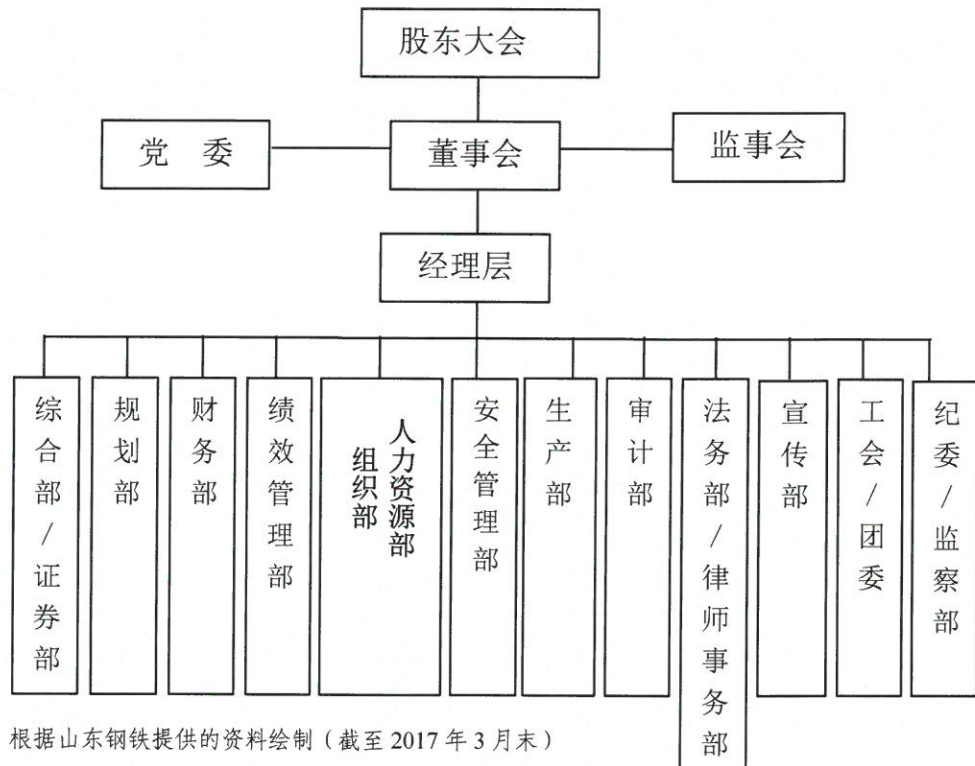 股东大会
党 委
董事会
监事会
经理层
综合部/证券部
规划部
财务部
绩效管理部
人力资源部
组织部
安全管理部
生产部
审计部
法务部/律师事务部
宣传部
工会/团委
纪委/监察部
根据山东钢铁提供的资料绘制（截至 2017 年 3 月末）